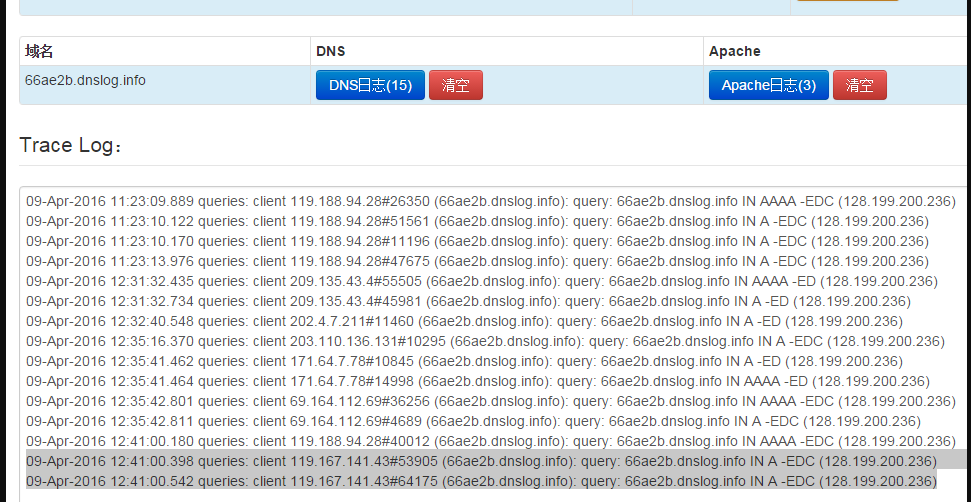 域名 DNS Apache
66ae2b.dnslog.info DNS日志(15) 清空 Apache日志(3) 清空
Trace Log:
09-Apr-2016 11:23:09.889 queries: client 119.188.94.28#26350 (66ae2b.dnslog.info): query: 66ae2b.dnslog.info IN AAAA -EDC (128.199.200.236)
09-Apr-2016 11:23:10.122 queries: client 119.188.94.28#51561 (66ae2b.dnslog.info): query: 66ae2b.dnslog.info IN A -EDC (128.199.200.236)
09-Apr-2016 11:23:10.170 queries: client 119.188.94.28#11196 (66ae2b.dnslog.info): query: 66ae2b.dnslog.info IN A -EDC (128.199.200.236)
09-Apr-2016 11:23:13.976 queries: client 119.188.94.28#47675 (66ae2b.dnslog.info): query: 66ae2b.dnslog.info IN A -EDC (128.199.200.236)
09-Apr-2016 12:31:32.435 queries: client 209.135.43.4#55505 (66ae2b.dnslog.info): query: 66ae2b.dnslog.info IN AAAA -ED (128.199.200.236)
09-Apr-2016 12:31:32.734 queries: client 209.135.43.4#45981 (66ae2b.dnslog.info): query: 66ae2b.dnslog.info IN A -ED (128.199.200.236)
09-Apr-2016 12:32:40.548 queries: client 202.4.7.211#11460 (66ae2b.dnslog.info): query: 66ae2b.dnslog.info IN A -ED (128.199.200.236)
09-Apr-2016 12:35:16.370 queries: client 203.110.136.131#10295 (66ae2b.dnslog.info): query: 66ae2b.dnslog.info IN A -EDC (128.199.200.236)
09-Apr-2016 12:35:41.462 queries: client 171.64.7.78#10845 (66ae2b.dnslog.info): query: 66ae2b.dnslog.info IN A -ED (128.199.200.236)
09-Apr-2016 12:35:41.464 queries: client 171.64.7.78#14998 (66ae2b.dnslog.info): query: 66ae2b.dnslog.info IN AAAA -ED (128.199.200.236)
09-Apr-2016 12:35:42.801 queries: client 69.164.112.69#36256 (66ae2b.dnslog.info): query: 66ae2b.dnslog.info IN AAAA -EDC (128.199.200.236)
09-Apr-2016 12:35:42.811 queries: client 69.164.112.69#4689 (66ae2b.dnslog.info): query: 66ae2b.dnslog.info IN A -EDC (128.199.200.236)
09-Apr-2016 12:41:00.180 queries: client 119.188.94.28#40012 (66ae2b.dnslog.info): query: 66ae2b.dnslog.info IN AAAA -EDC (128.199.200.236)
09-Apr-2016 12:41:00.398 queries: client 119.167.141.43#53905 (66ae2b.dnslog.info): query: 66ae2b.dnslog.info IN A -EDC (128.199.200.236)
09-Apr-2016 12:41:00.542 queries: client 119.167.141.43#64175 (66ae2b.dnslog.info): query: 66ae2b.dnslog.info IN A -EDC (128.199.200.236)